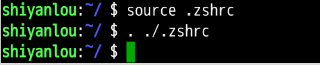 shiyanlou:~/ $ source .zshrc
shiyanlou:~/ $ . ./.zshrc
shiyanlou:~/ $